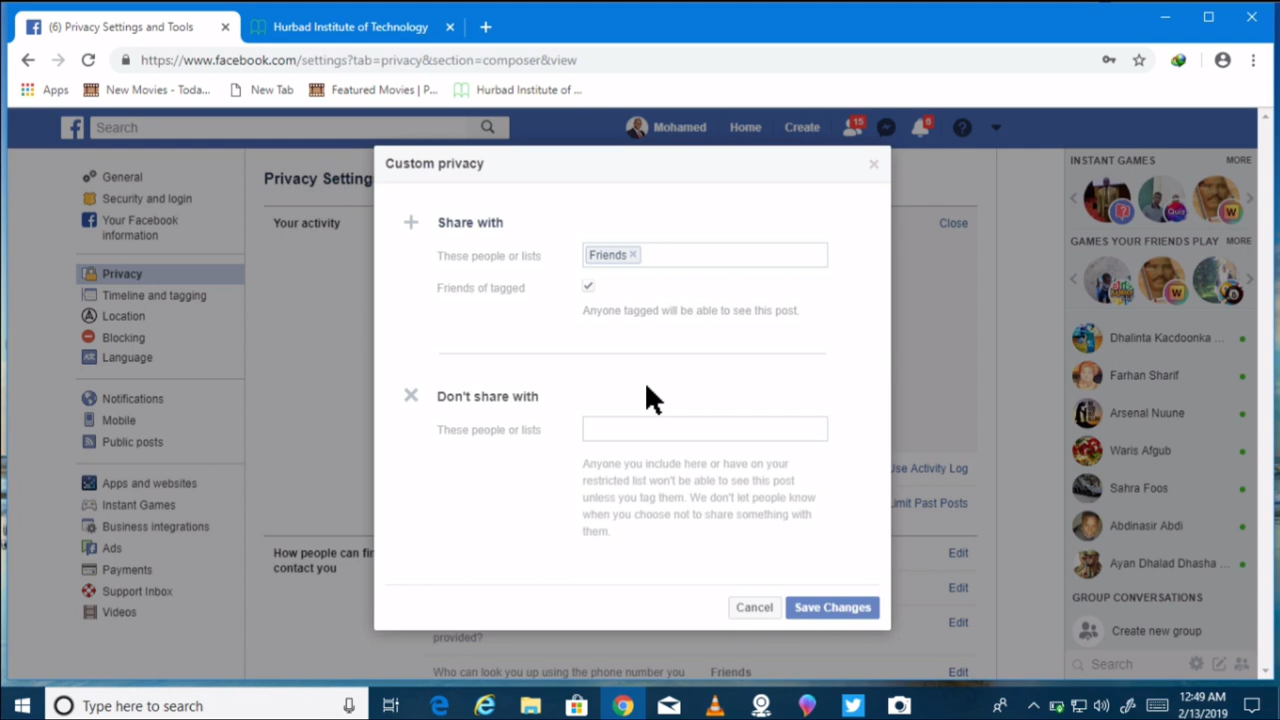 (6) Privacy Settings and Tools
Hurbad Institute of Technology
https://www.facebook.com/settings?tab=privacy&section=composer&view
Apps
New Movies - Toda...
New Tab
Featured Movies | P...
Hurbad Institute of ...
Search
Mohamed
Home
Create
15
6
General
Security and login
Your Facebook
information
Privacy
Timeline and tagging
Location
Blocking
Language
Notifications
Mobile
Public posts
Apps and websites
Instant Games
Business integrations
Ads
Payments
Support Inbox
Videos
Privacy Setting
Your activity
Close
Use Activity Log
Limit Past Posts
How people can fin
contact you
Edit
Edit
Edit
provided?
Who can look you up using the phone number you
Friends
Edit
Custom privacy
Share with
These people or lists
Friends
Friends of tagged
Anyone tagged will be able to see this post.
Don't share with
These people or lists
Anyone you include here or have on your
restricted list won't be able to see this post
unless you tag them. We don't let people know
when you choose not to share something with
them.
Cancel
Save Changes
INSTANT GAMES
MORE
Quiz
W
GAMES YOUR FRIENDS PLAY
MORE
W
8
Dhalinta Kacdoonka ...
Farhan Sharif
Arsenal Nuune
Waris Afgub
Sahra Foos
Abdinasir Abdi
Ayan Dhalad Dhasha ...
GROUP CONVERSATIONS
Create new group
Search
Type here to search
12:49 AM
2/13/2019